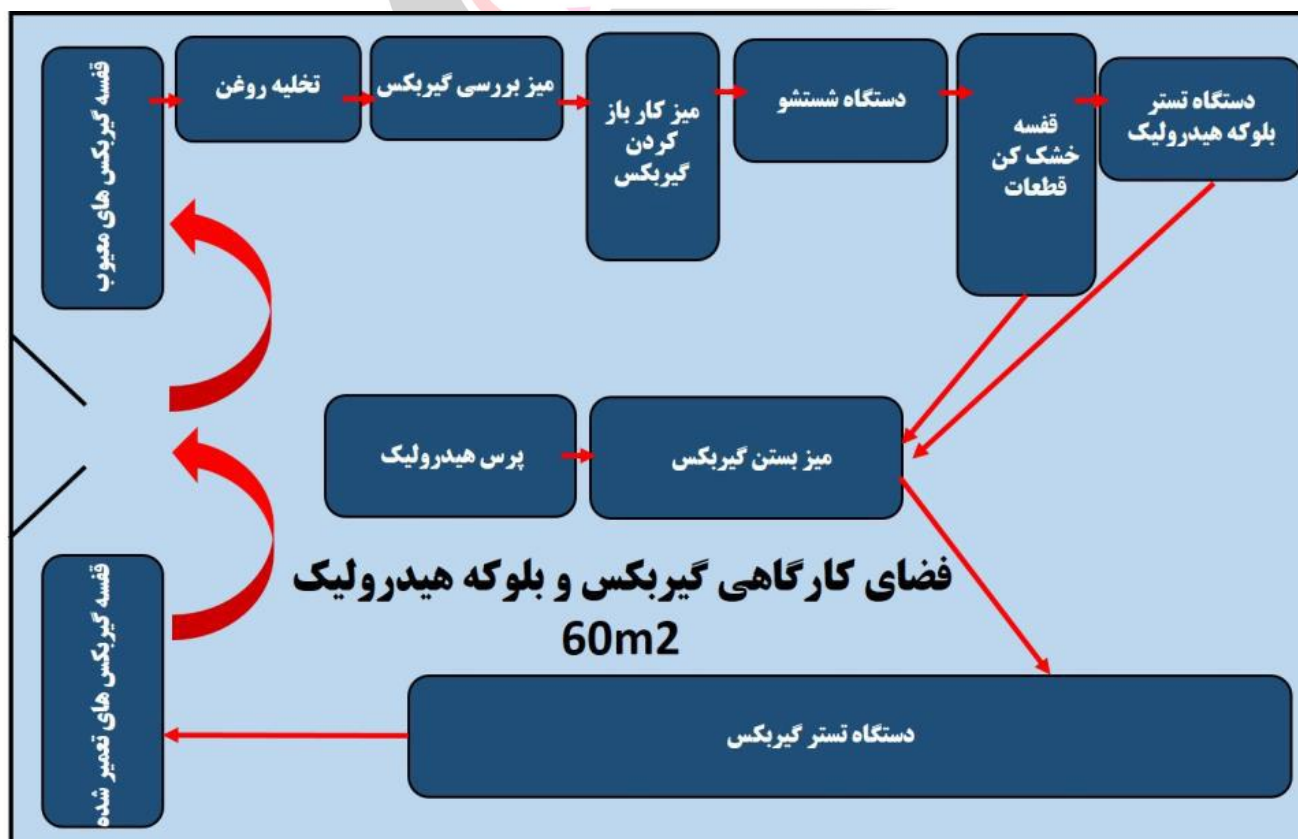 قفسه گیربکس های معیوب
تخلیه روغن
میز بررسی گیربکس
میز کار باز
کردن
گیربکس
دستگاه شستشو
قفسه
خشک کن
قطعات
دستگاه تستر
بلوکه هیدرولیک
پرس هیدرولیک
میز بستن گیربکس
فضای کارگاهی گیربکس و بلوکه هیدرولیک
60m2
دستگاه تستر گیربکس
قفسه گیربکس های تعمیر شده